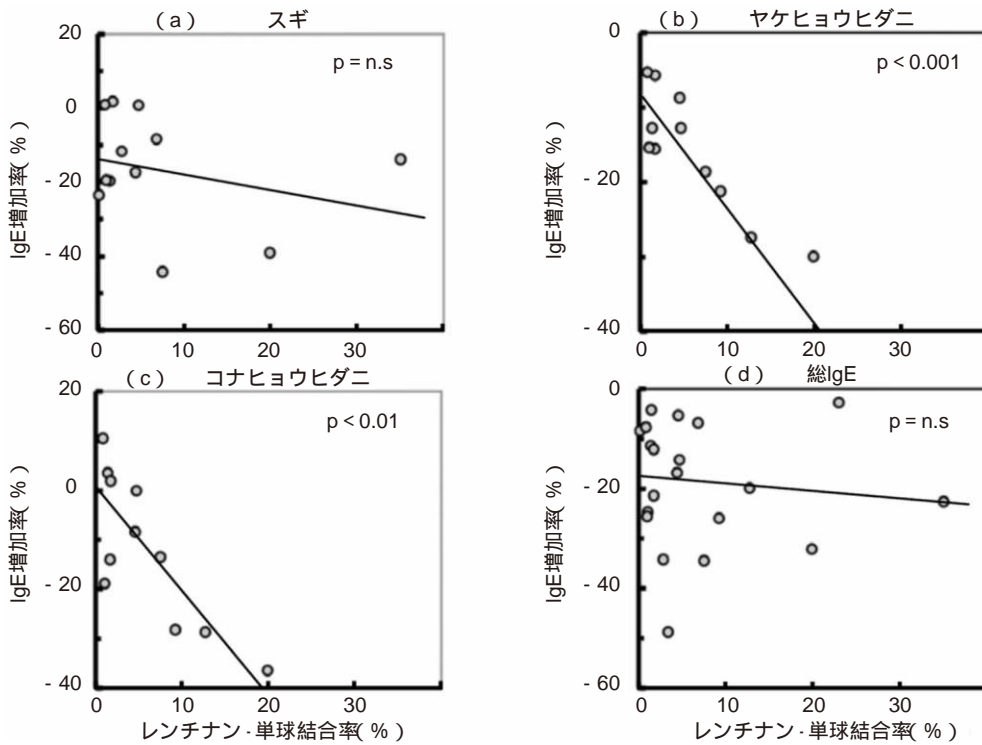 ( a ) スギ
20
0
- 20
- 40
- 60
IgE増加率( % )
p = n.s
0 10 20 30
( b ) ヤケヒョウヒダニ
0
- 20
- 40
IgE増加率( % )
p < 0.001
0 10 20 30
( c ) コナヒョウヒダニ
20
0
- 20
- 40
IgE増加率( % )
p < 0.01
0 10 20 30
レンチナン · 単球結合率( % )
( d ) 総IgE
0
- 20
- 40
- 60
IgE増加率( % )
p = n.s
0 10 20 30
レンチナン · 単球結合率( % )